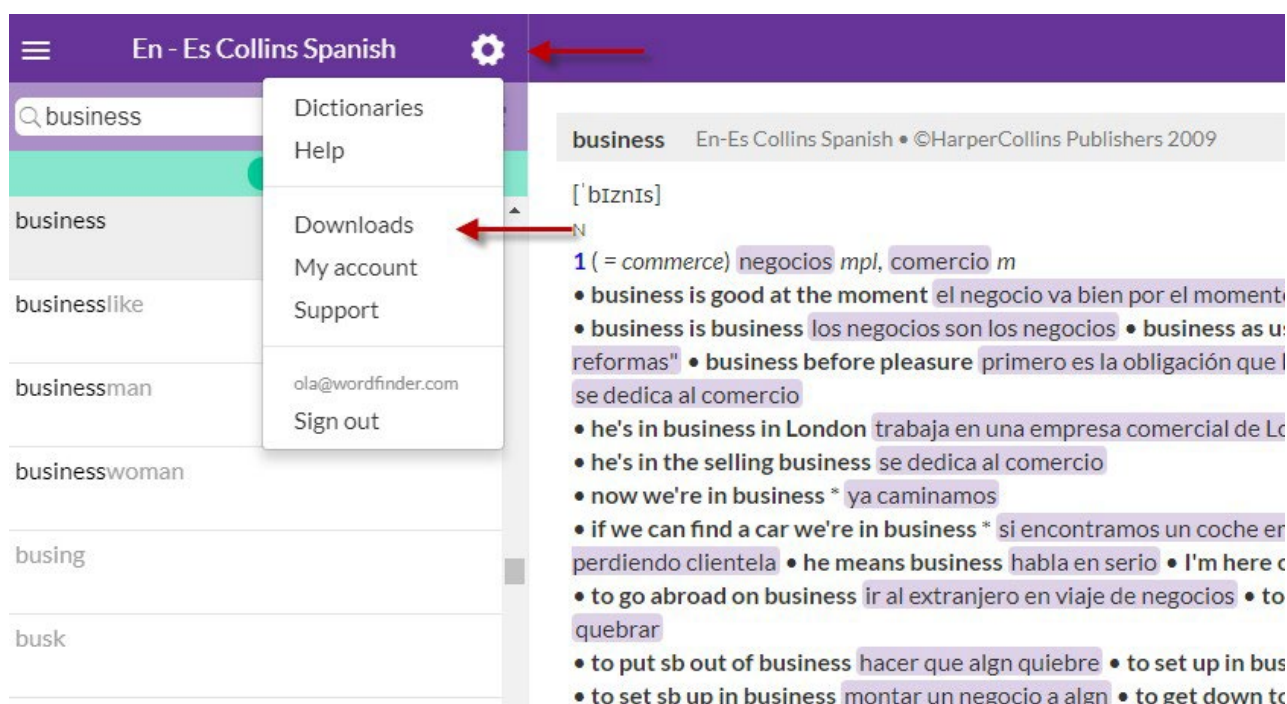 En - Es Collins Spanish
business
Dictionaries
Help
Downloads
My account
Support
ola@wordfinder.com
Sign out
business
businesslike
businessman
businesswoman
busing
busk
business En-Es Collins Spanish • ©HarperCollins Publishers 2009
[ˈbIznIs]
N
1 ( = commerce) negocios mpl, comercio m
• business is good at the moment el negocio va bien por el momento
• business is business los negocios son los negocios • business as
reformas" • business before pleasure primero es la obligación que
se dedica al comercio
• he's in business in London trabaja en una empresa comercial de
• he's in the selling business se dedica al comercio
• now we're in business * ya caminamos
• if we can find a car we're in business * si encontramos un coche
perdiendo clientela • he means business habla en serio • I'm here
• to go abroad on business ir al extranjero en viaje de negocios • to
quebrar
• to put sb out of business hacer que algn quiebre • to set up in
• to set sb up in business montar un negocio a algn • to get down to